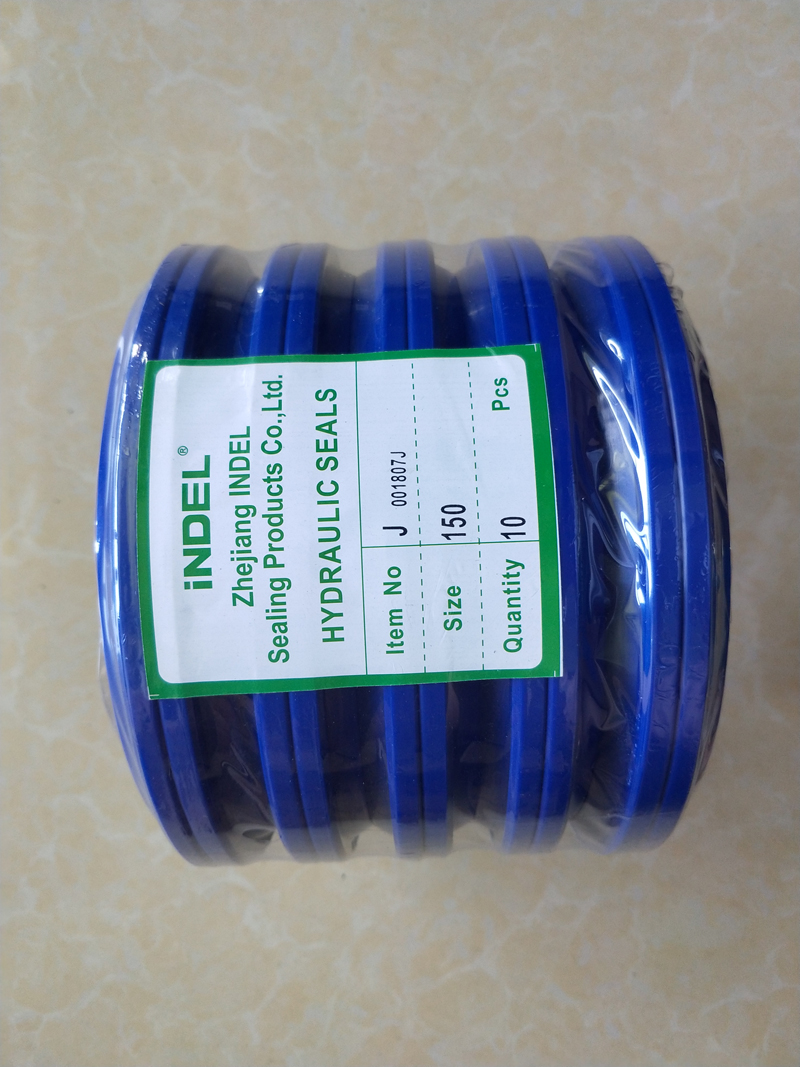 iNDEL®
Zhejiang INDEL
Sealing Products Co.,Ltd.
HYDRAULIC SEALS
Item No J 001807J
Size 150
Quantity 10 Pcs